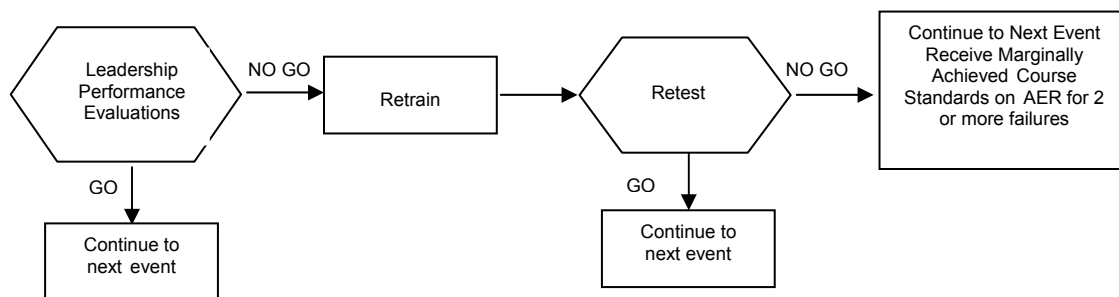 Leadership
Performance
Evaluations
NO GO
Retrain
Retest
NO GO
Continue to Next Event
Receive Marginally
Achieved Course
Standards on AER for 2
or more failures
GO
Continue to
next event
GO
Continue to
next event